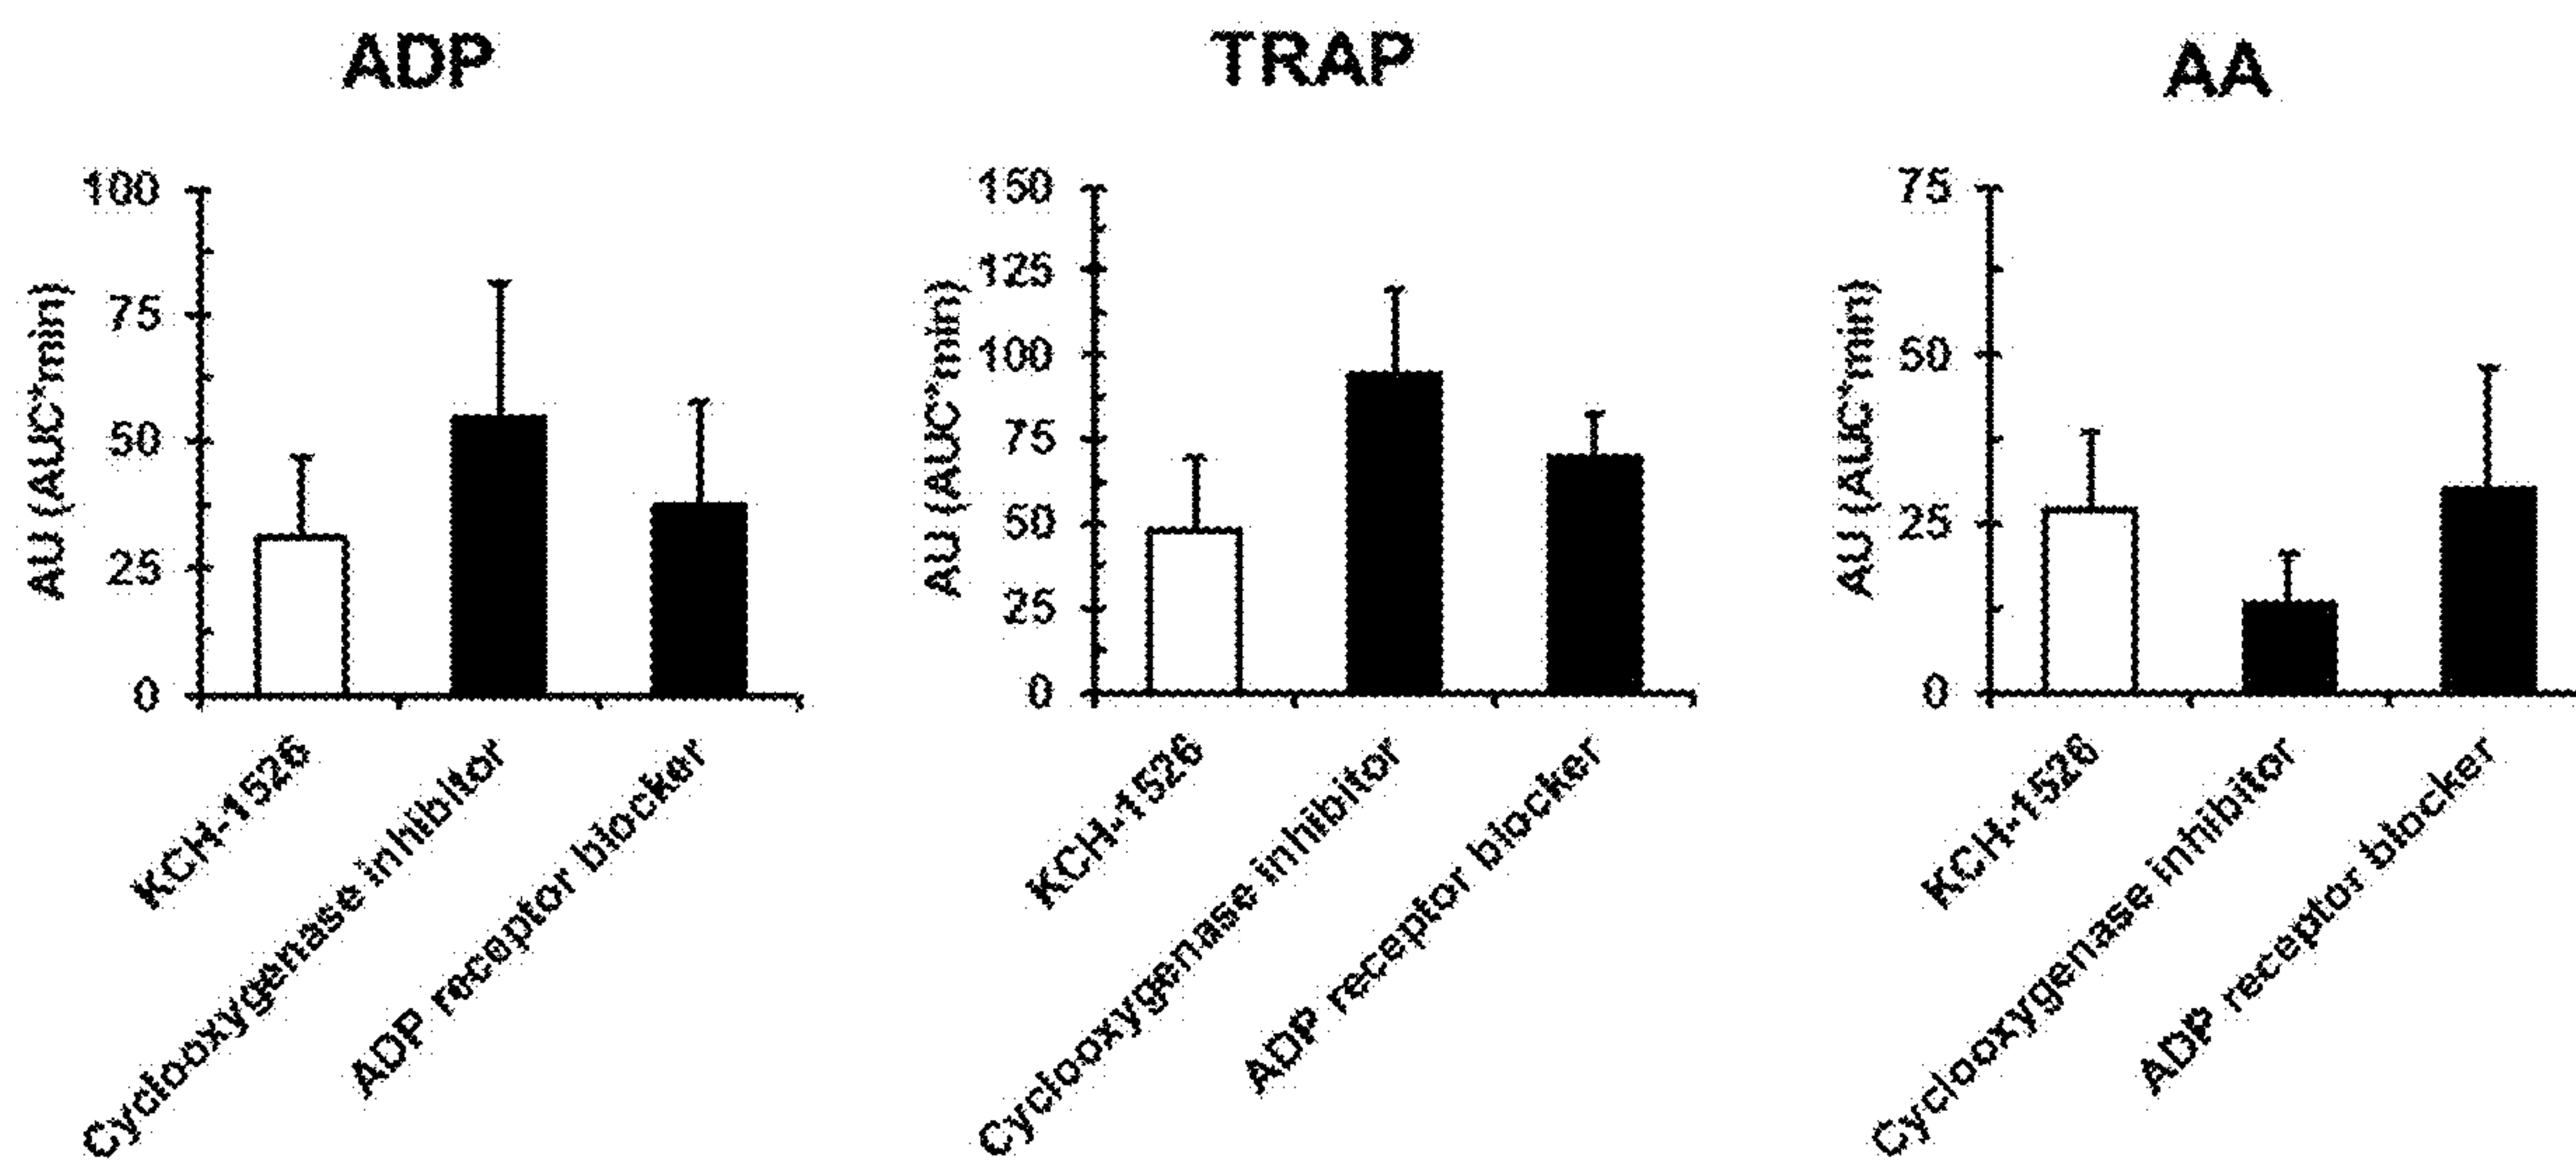 ADP
AU (AUC*min)
100
75
50
25
0
KCH-1526
Cyclooxygenase inhibitor
ADP receptor blocker
TRAP
AU (AUC*min)
150
125
100
75
50
25
0
KCH-1526
Cyclooxygenase inhibitor
ADP receptor blocker
AA
AU (AUC*min)
75
50
25
0
KCH-1526
Cyclooxygenase inhibitor
ADP receptor blocker